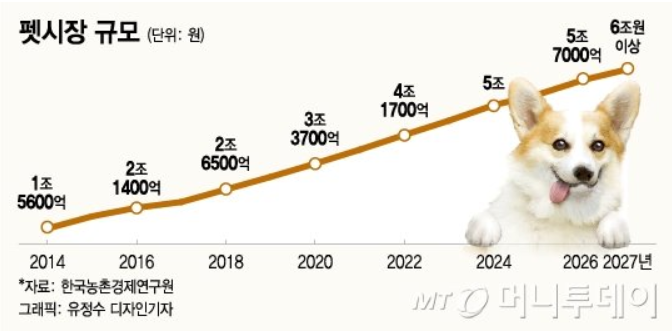 펫시장 규모 (단위: 원)
1조
5600억
2조
1400억
2조
6500억
3조
3700억
4조
1700억
5조
5조
7000억
6조원
이상
2014 2016 2018 2020 2022 2024 2026 2027년
*자료: 한국농촌경제연구원
그래픽: 유정수 디자인기자
MT 머니투데이